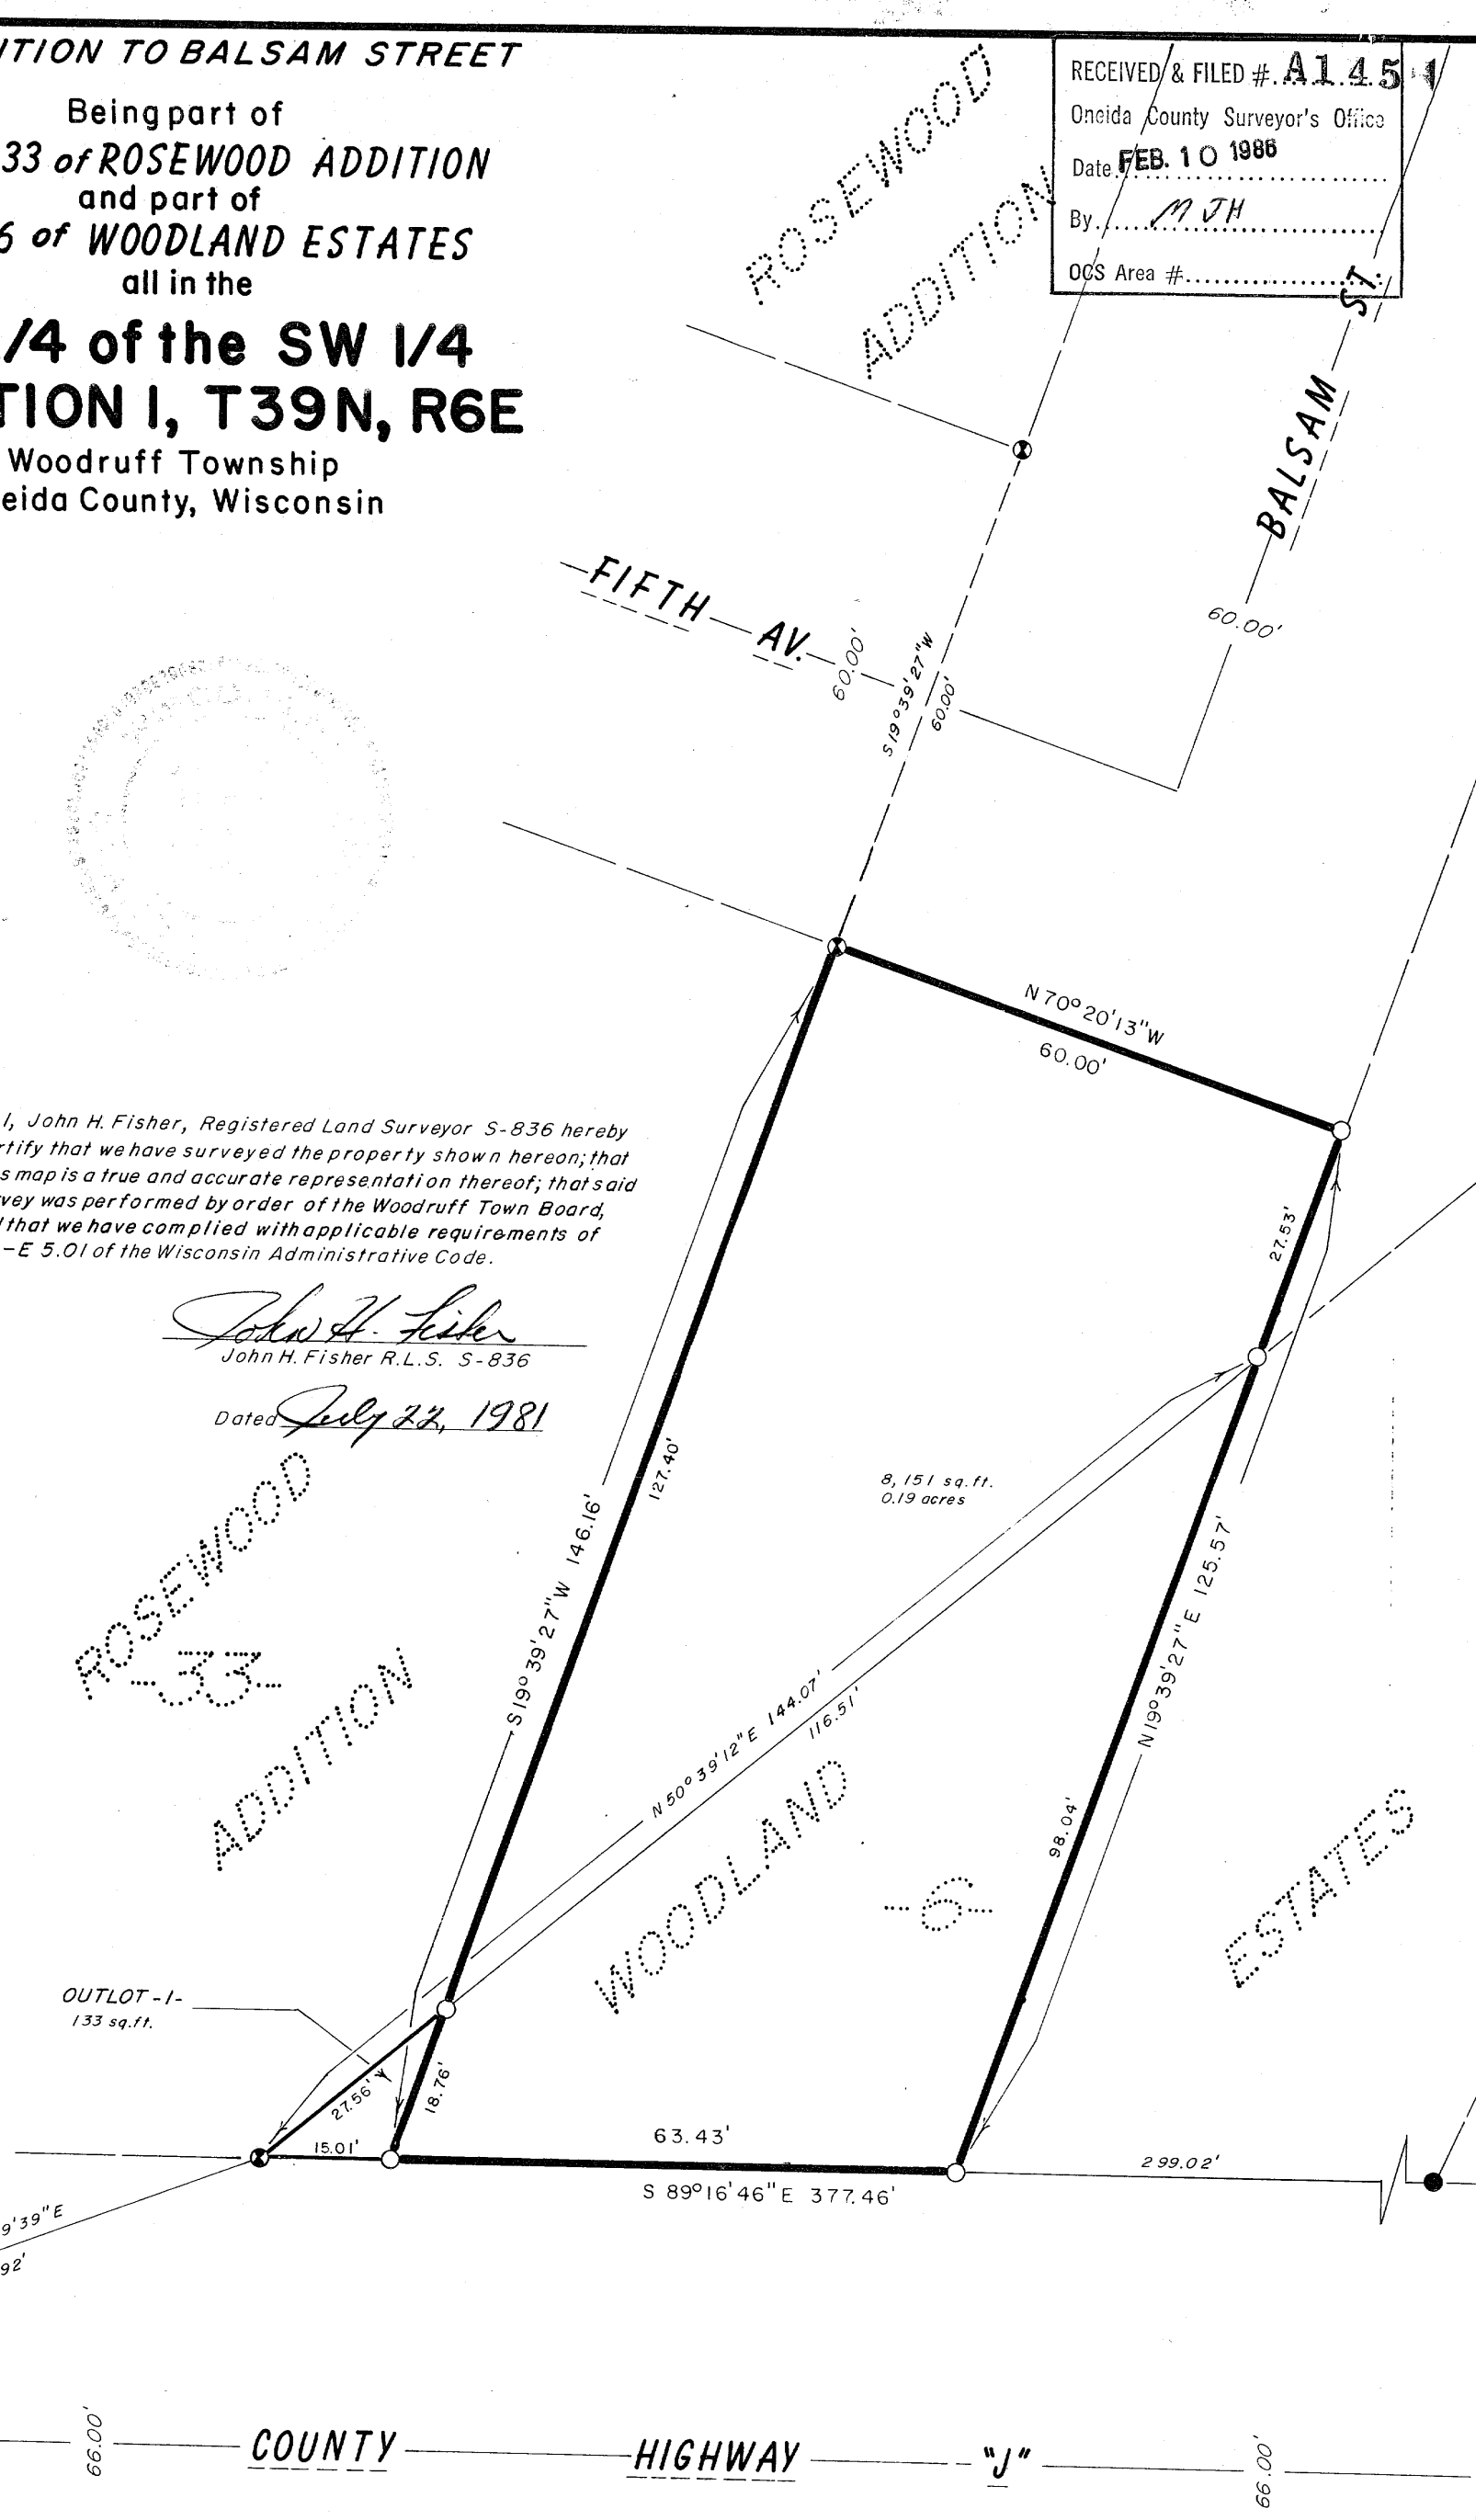 ITION TO BALSAM STREET
Being part of
33 of ROSEWOOD ADDITION
and part of
6 of WOODLAND ESTATES
all in the
1/4 of the SW 1/4
TION 1, T39N, R6E
Woodruff Township
eida County, Wisconsin
RECEIVED & FILED #. A1451
Oneida County Surveyor's Office
Date FEB. 10 1986
By MJH
OCS Area #
ROSEWOOD
ADDITION
BALSAM ST.
60.00'
FIFTH AV.
60.00'
S 19°39'27"W
60.00'
N 70°20'13"W
60.00'
I, John H. Fisher, Registered Land Surveyor S-836 hereby
rtify that we have surveyed the property shown hereon; that
s map is a true and accurate representation thereof; that said
vey was performed by order of the Woodruff Town Board,
d that we have complied with applicable requirements of
-E 5.01 of the Wisconsin Administrative Code.
John H. Fisher
John H. Fisher R.L.S. S-836
Dated July 22, 1981
27.53'
127.40'
S 19°39'27"W 146.16'
8,151 sq.ft.
0.19 acres
N 19°39'27"E 125.57'
98.04'
N 50°39'12"E 144.07'
116.51'
ROSEWOOD
-33-
ADDITION
WOODLAND
-6-
ESTATES
OUTLOT -1-
133 sq.ft.
27.56'
18.76'
15.01'
63.43'
299.02'
S 89°16'46"E 377.46'
9'39"E
92'
66.00'
COUNTY HIGHWAY "J"
66.00'